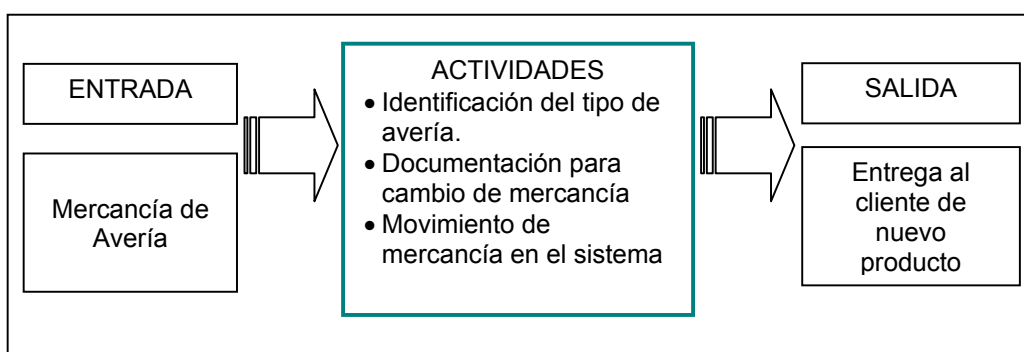 ENTRADA
Mercancía de
Avería
ACTIVIDADES
• Identificación del tipo de
avería.
• Documentación para
cambio de mercancía
• Movimiento de
mercancía en el sistema
SALIDA
Entrega al
cliente de
nuevo
producto